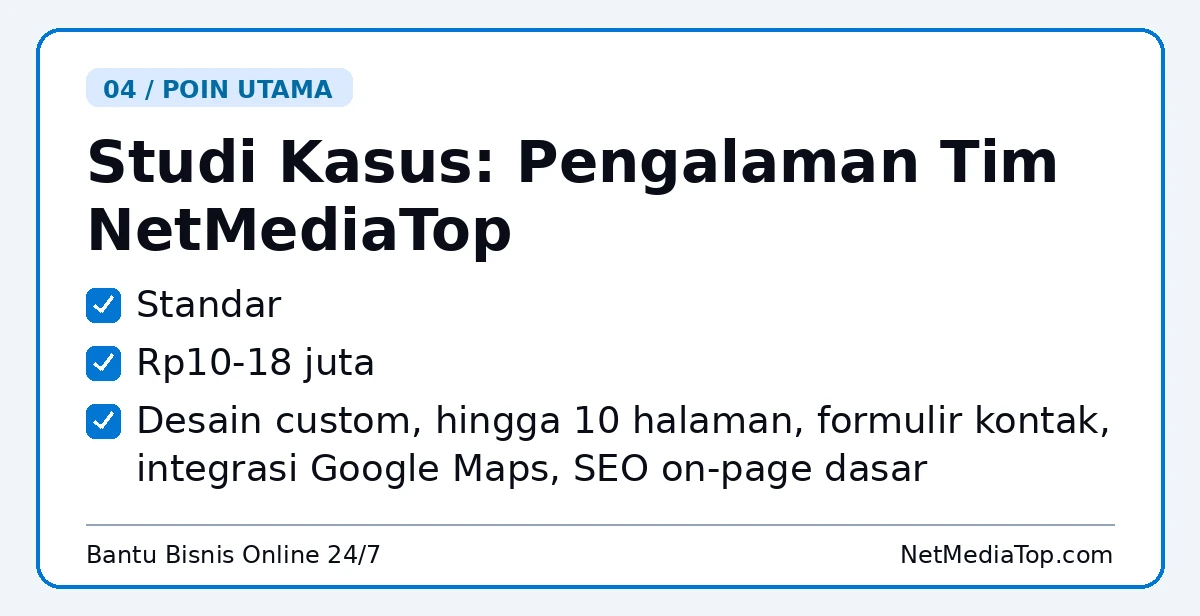 04 / POIN UTAMA
Studi Kasus: Pengalaman Tim
NetMediaTop
Standar
Rp10-18 juta
Desain custom, hingga 10 halaman, formulir kontak,
integrasi Google Maps, SEO on-page dasar
Bantu Bisnis Online 24/7
NetMediaTop.com